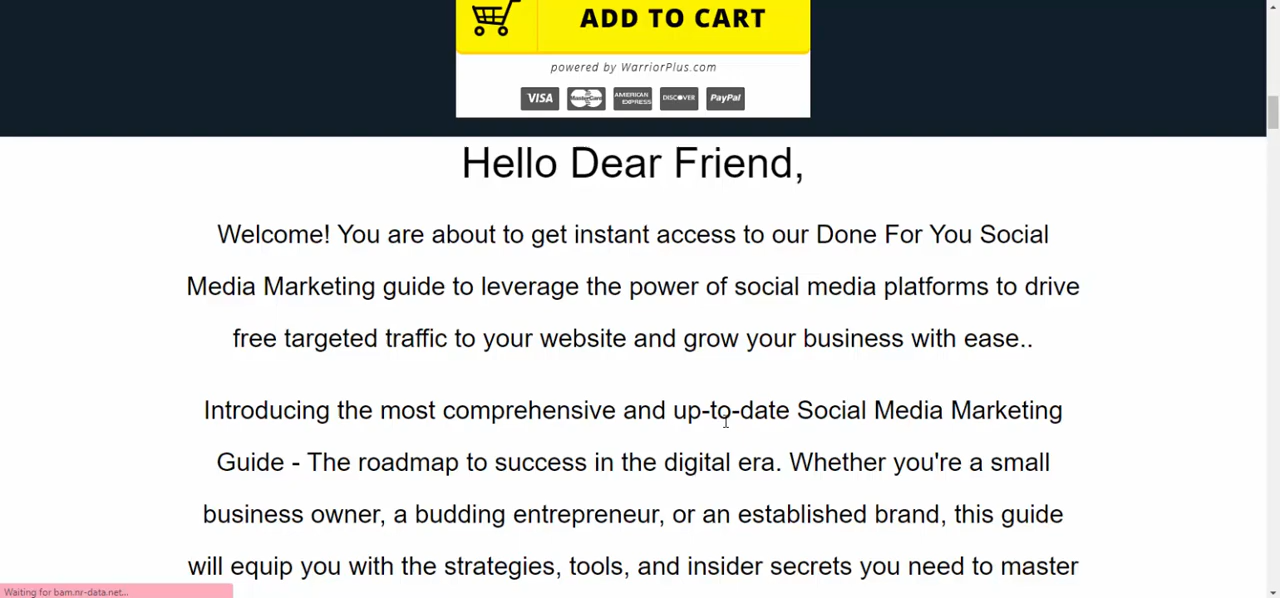 ADD TO CART
powered by WarriorPlus.com
VISA MasterCard AMERICAN EXPRESS DISCOVER PayPal
Hello Dear Friend,
Welcome! You are about to get instant access to our Done For You Social
Media Marketing guide to leverage the power of social media platforms to drive
free targeted traffic to your website and grow your business with ease..
Introducing the most comprehensive and up-to-date Social Media Marketing
Guide - The roadmap to success in the digital era. Whether you're a small
business owner, a budding entrepreneur, or an established brand, this guide
will equip you with the strategies, tools, and insider secrets you need to master
Waiting for bam.nr-data.net...